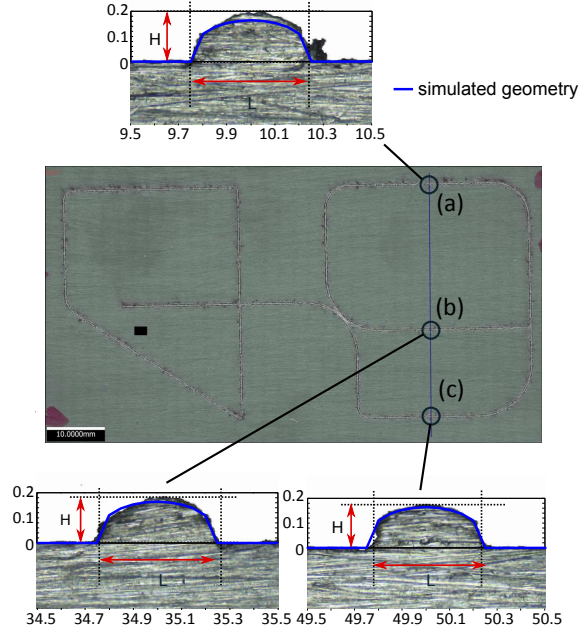 0.2
H
0.1
0
L
9.5 9.7 9.9 10.1 10.3 10.5
simulated geometry
(a)
(b)
(c)
10.0000mm
0.2
H
0.1
0
L
34.5 34.7 34.9 35.1 35.3 35.5
0.2
0.1
H
0
L
49.5 49.7 49.9 50.1 50.3 50.5